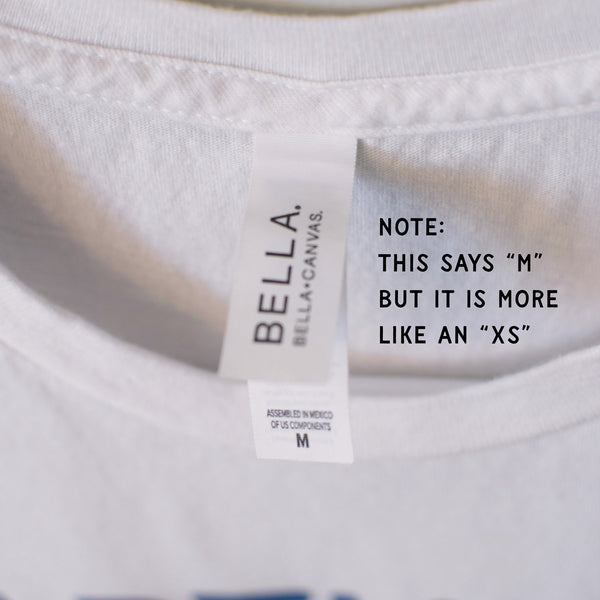 BELLA.
BELLA+CANVAS.
NOTE:
THIS SAYS “M”
BUT IT IS MORE
LIKE AN “XS”
ASSEMBLED IN MEXICO
OF US COMPONENTS
M